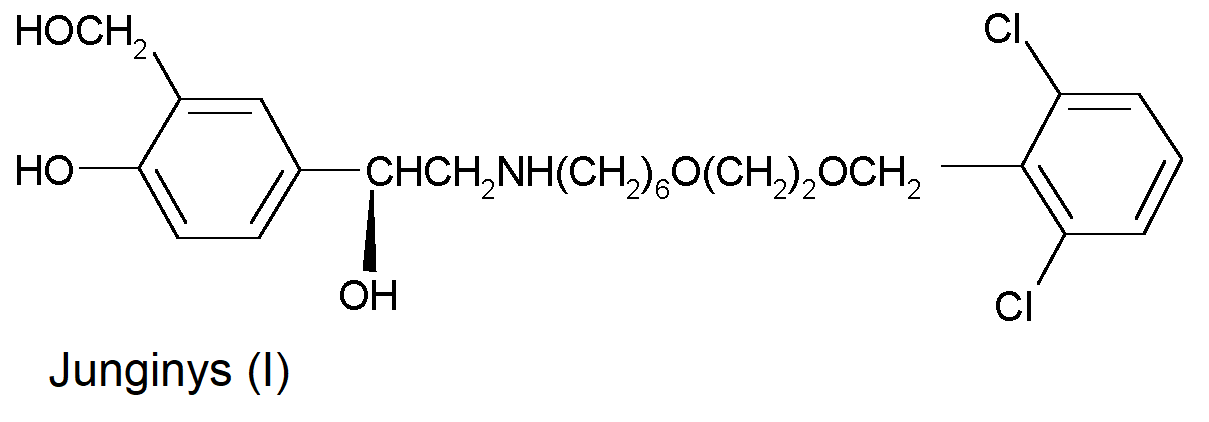 HOCH₂ Cl
HO CHCH₂NH(CH₂)₆O(CH₂)₂OCH₂
OH Cl
Junginys (I)